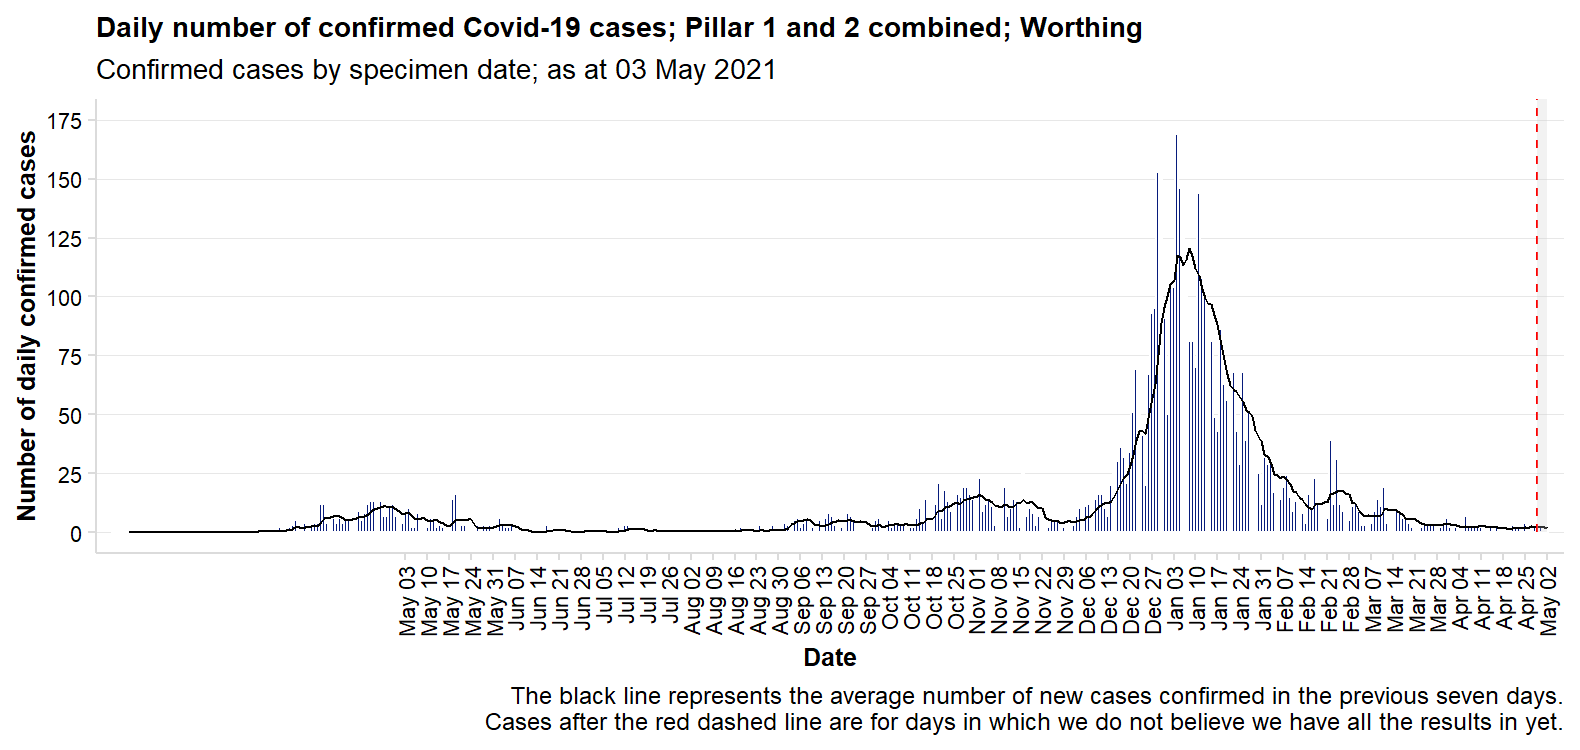 Daily number of confirmed Covid-19 cases; Pillar 1 and 2 combined; Worthing
Confirmed cases by specimen date; as at 03 May 2021
Number of daily confirmed cases
175
150
125
100
75
50
25
0
May 03
May 10
May 17
May 24
May 31
Jun 07
Jun 14
Jun 21
Jun 28
Jul 05
Jul 12
Jul 19
Jul 26
Aug 02
Aug 09
Aug 16
Aug 23
Aug 30
Sep 06
Sep 13
Sep 20
Sep 27
Oct 04
Oct 11
Oct 18
Oct 25
Nov 01
Nov 08
Nov 15
Nov 22
Nov 29
Dec 06
Dec 13
Dec 20
Dec 27
Jan 03
Jan 10
Jan 17
Jan 24
Jan 31
Feb 07
Feb 14
Feb 21
Feb 28
Mar 07
Mar 14
Mar 21
Mar 28
Apr 04
Apr 11
Apr 18
Apr 25
May 02
Date
The black line represents the average number of new cases confirmed in the previous seven days.
Cases after the red dashed line are for days in which we do not believe we have all the results in yet.